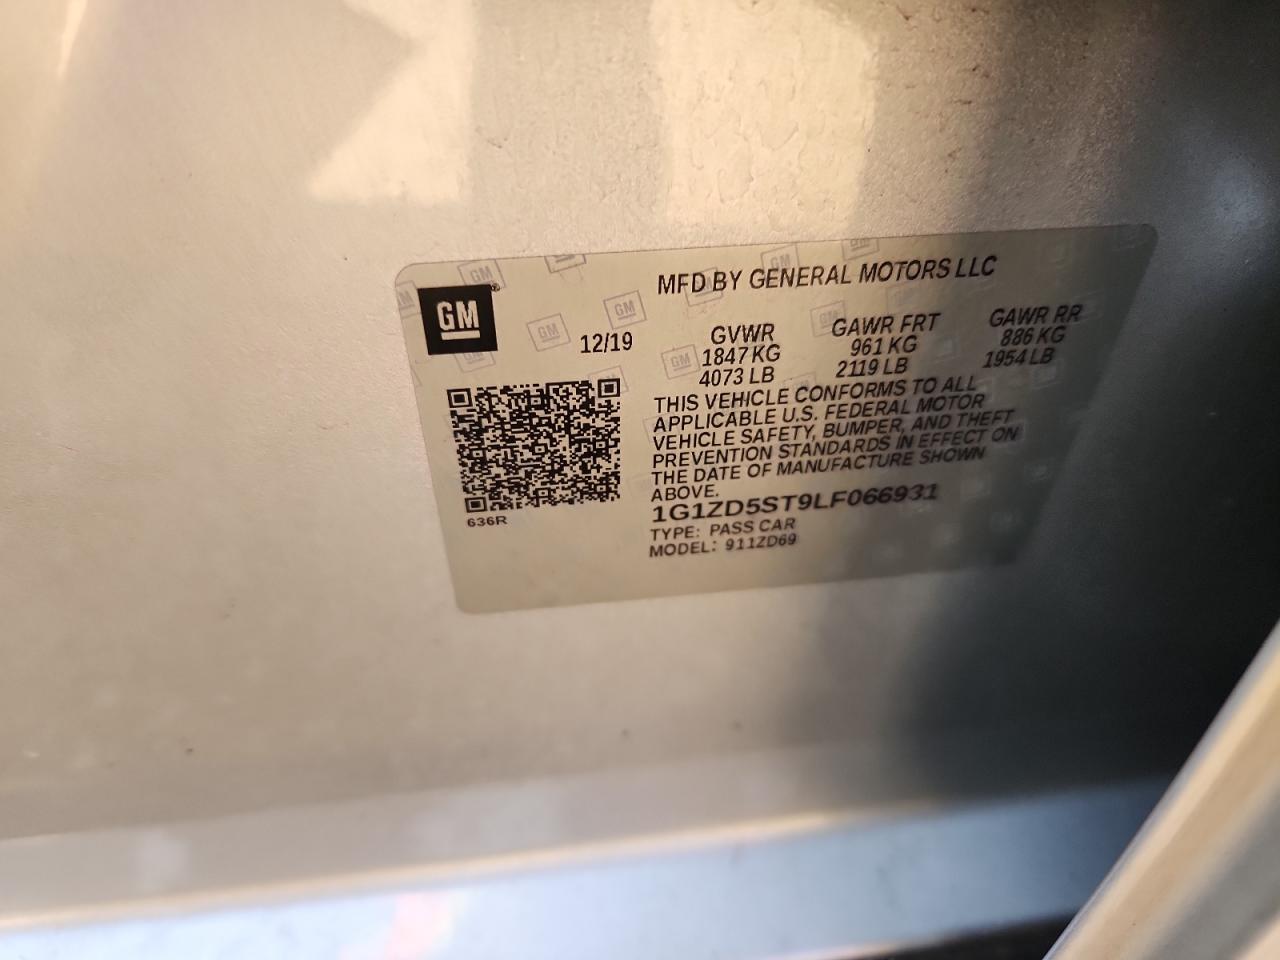 MFD BY GENERAL MOTORS LLC
GM®
12/19
GVWR GAWR FRT GAWR RR
1847 KG 961 KG 886 KG
4073 LB 2119 LB 1954 LB
THIS VEHICLE CONFORMS TO ALL
APPLICABLE U.S. FEDERAL MOTOR
VEHICLE SAFETY, BUMPER, AND THEFT
PREVENTION STANDARDS IN EFFECT ON
THE DATE OF MANUFACTURE SHOWN
ABOVE.
1G1ZD5ST9LF066931
636R
TYPE: PASS CAR
MODEL: 911ZD69